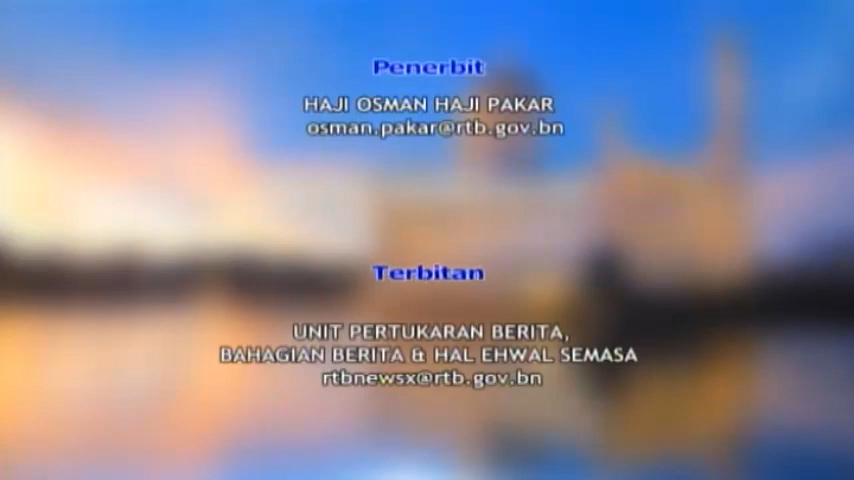 Penerbit
HAJI OSMAN HAJI PAKAR
osman.pakar@rtb.gov.bn
Terbitan
UNIT PERTUKARAN BERITA,
BAHAGIAN BERITA & HAL EHWAL SEMASA
rtbnewsx@rtb.gov.bn